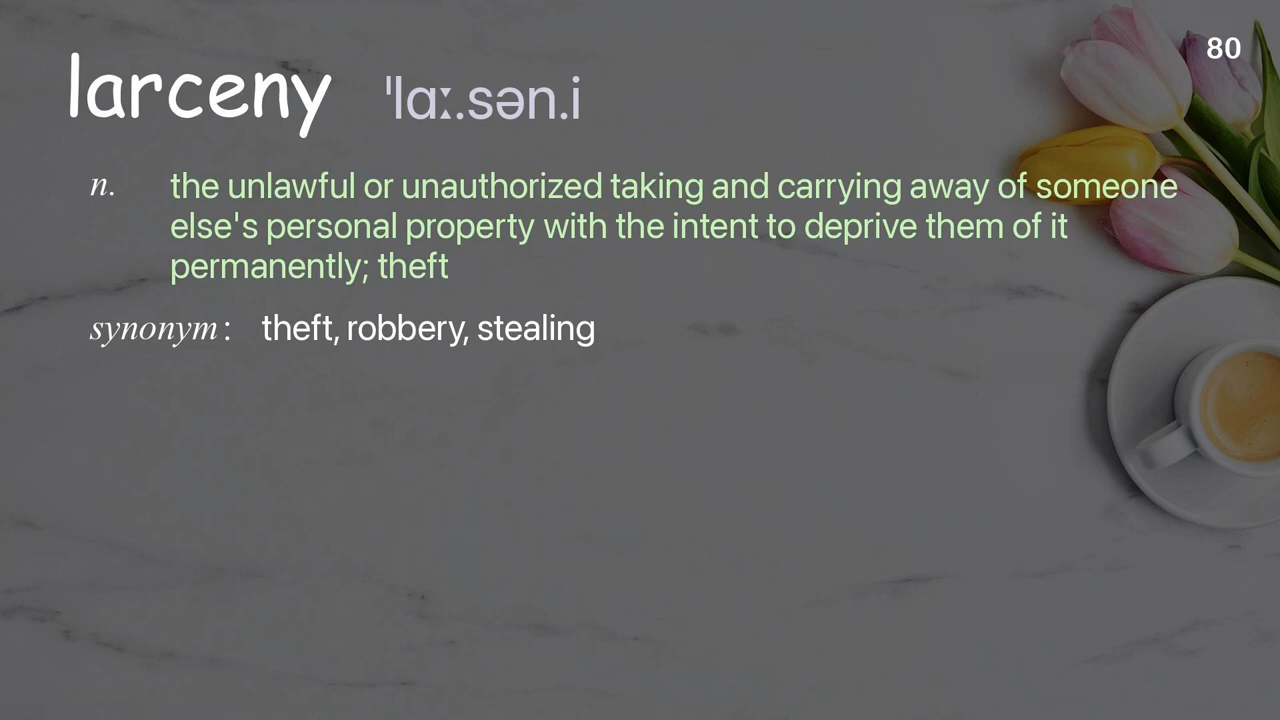 80
larceny ˈlɑː.sən.i
n. the unlawful or unauthorized taking and carrying away of someone
else's personal property with the intent to deprive them of it
permanently; theft
synonym: theft, robbery, stealing